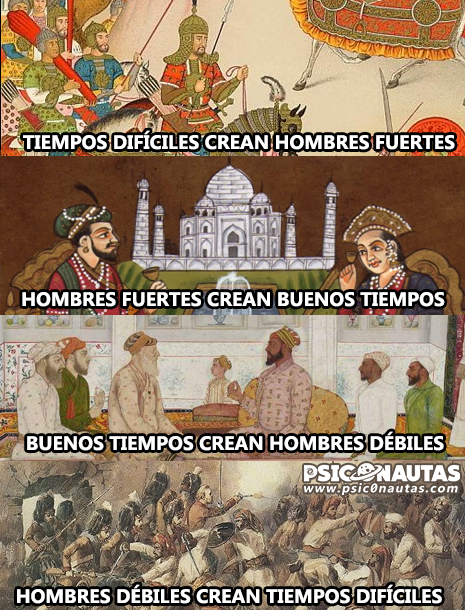 TIEMPOS DIFÍCILES CREAN HOMBRES FUERTES
HOMBRES FUERTES CREAN BUENOS TIEMPOS
BUENOS TIEMPOS CREAN HOMBRES DÉBILES
PSICONAUTAS
www.psic0nautas.com
HOMBRES DÉBILES CREAN TIEMPOS DIFÍCILES